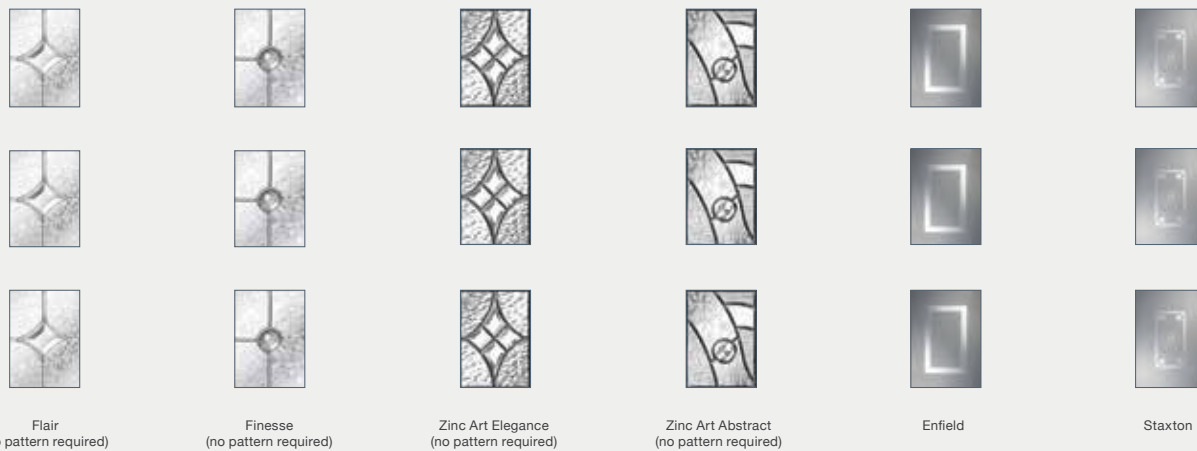 Flair
pattern required)
Finesse
(no pattern required)
Zinc Art Elegance
(no pattern required)
Zinc Art Abstract
(no pattern required)
Enfield
Staxton